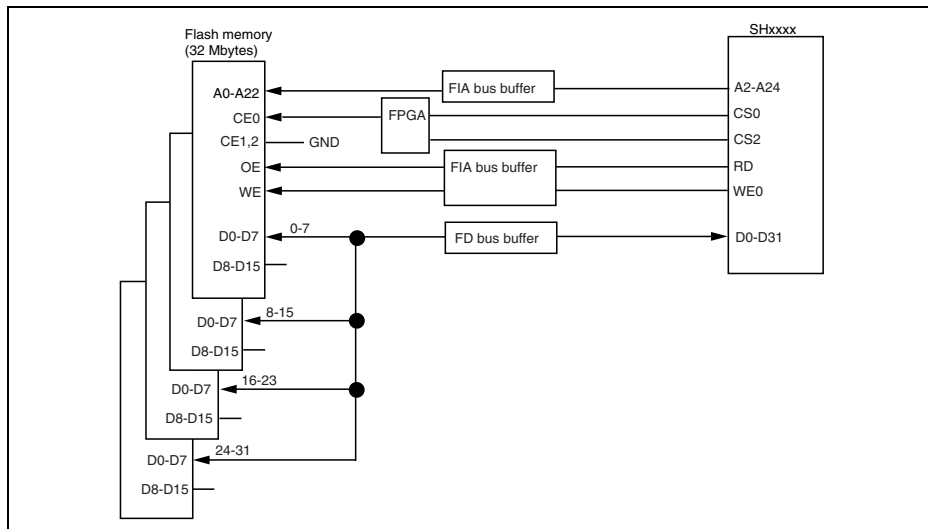 Flash memory
(32 Mbytes)
SHxxxx
A0-A22
FIA bus buffer
A2-A24
CE0
FPGA
CS0
CE1,2
GND
CS2
OE
FIA bus buffer
RD
WE
WE0
D0-D7
0-7
FD bus buffer
D0-D31
D8-D15
D0-D7
8-15
D8-D15
D0-D7
16-23
D8-D15
D0-D7
24-31
D8-D15